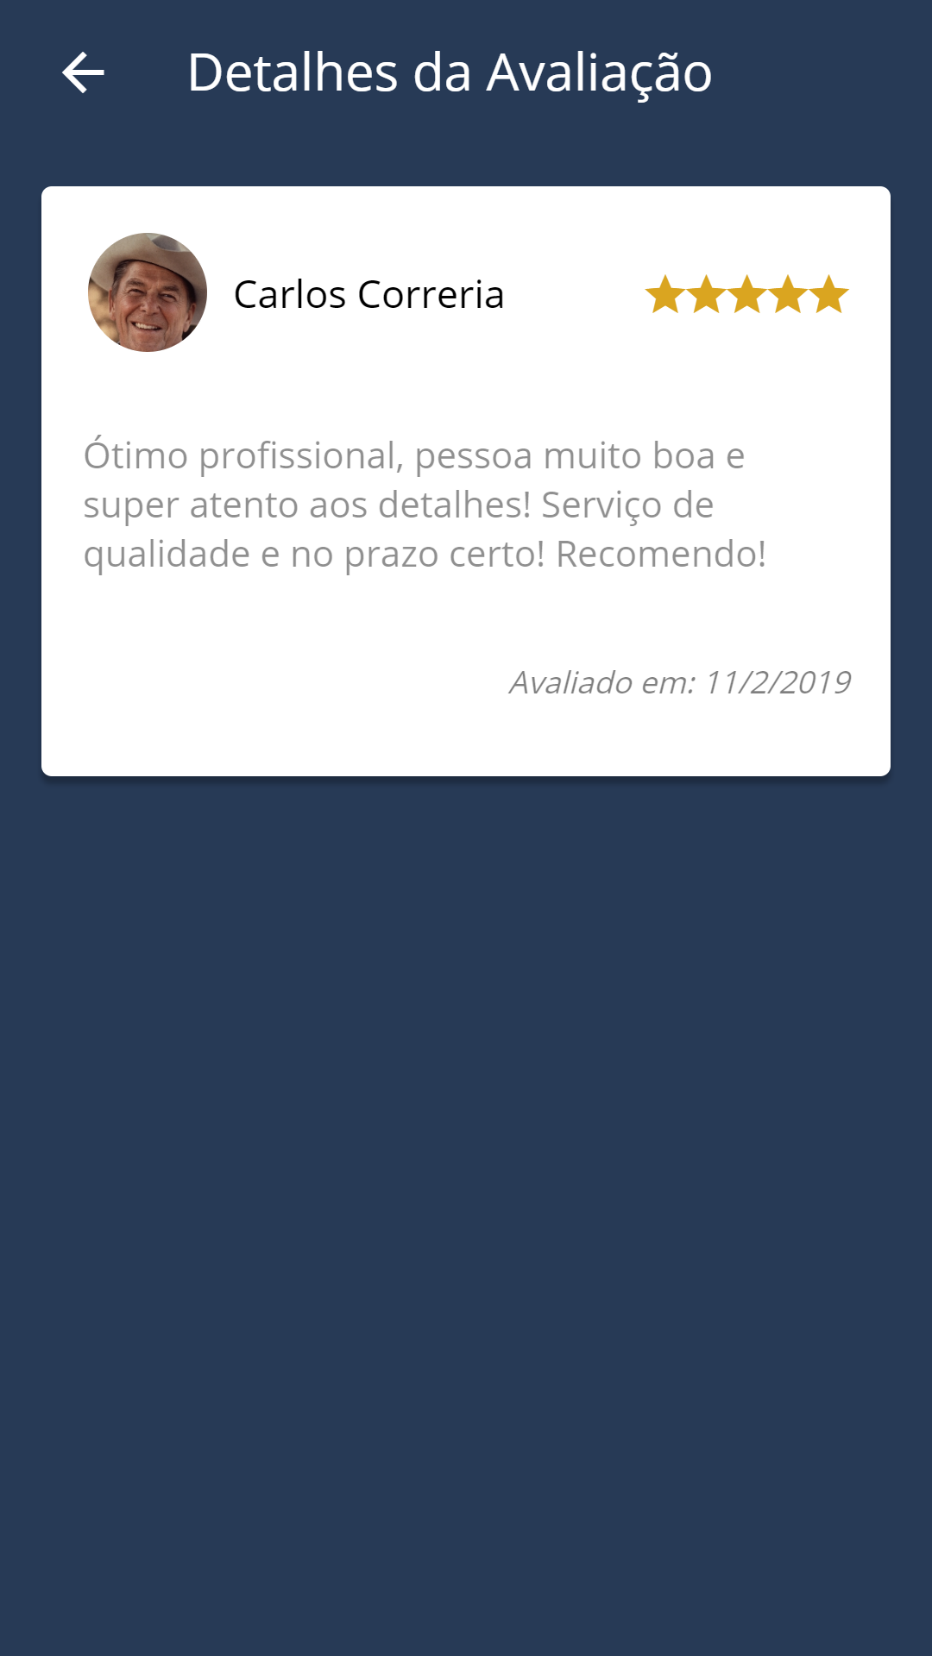 Detalhes da Avaliação
Carlos Correria
Ótimo profissional, pessoa muito boa e
super atento aos detalhes! Serviço de
qualidade e no prazo certo! Recomendo!
Avaliado em: 11/2/2019